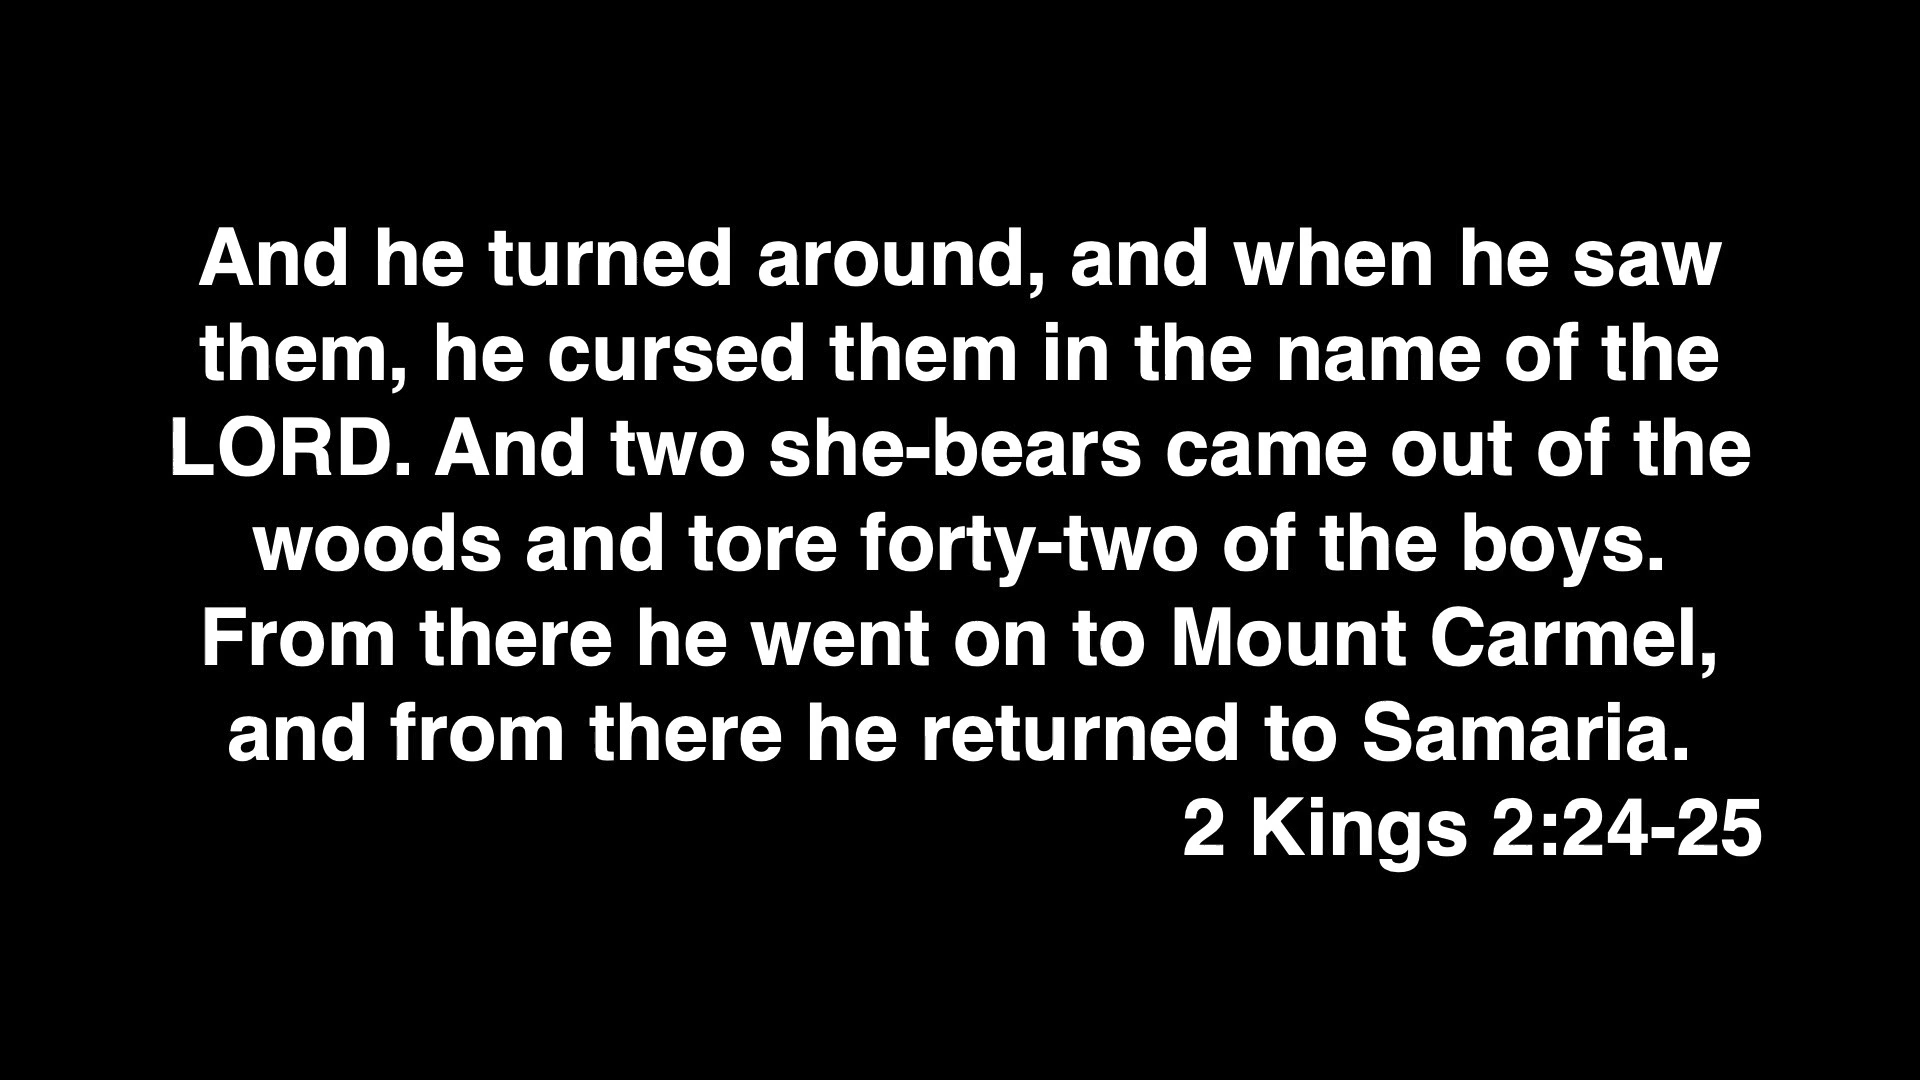 And he turned around, and when he saw
them, he cursed them in the name of the
LORD. And two she-bears came out of the
woods and tore forty-two of the boys.
From there he went on to Mount Carmel,
and from there he returned to Samaria.
2 Kings 2:24-25